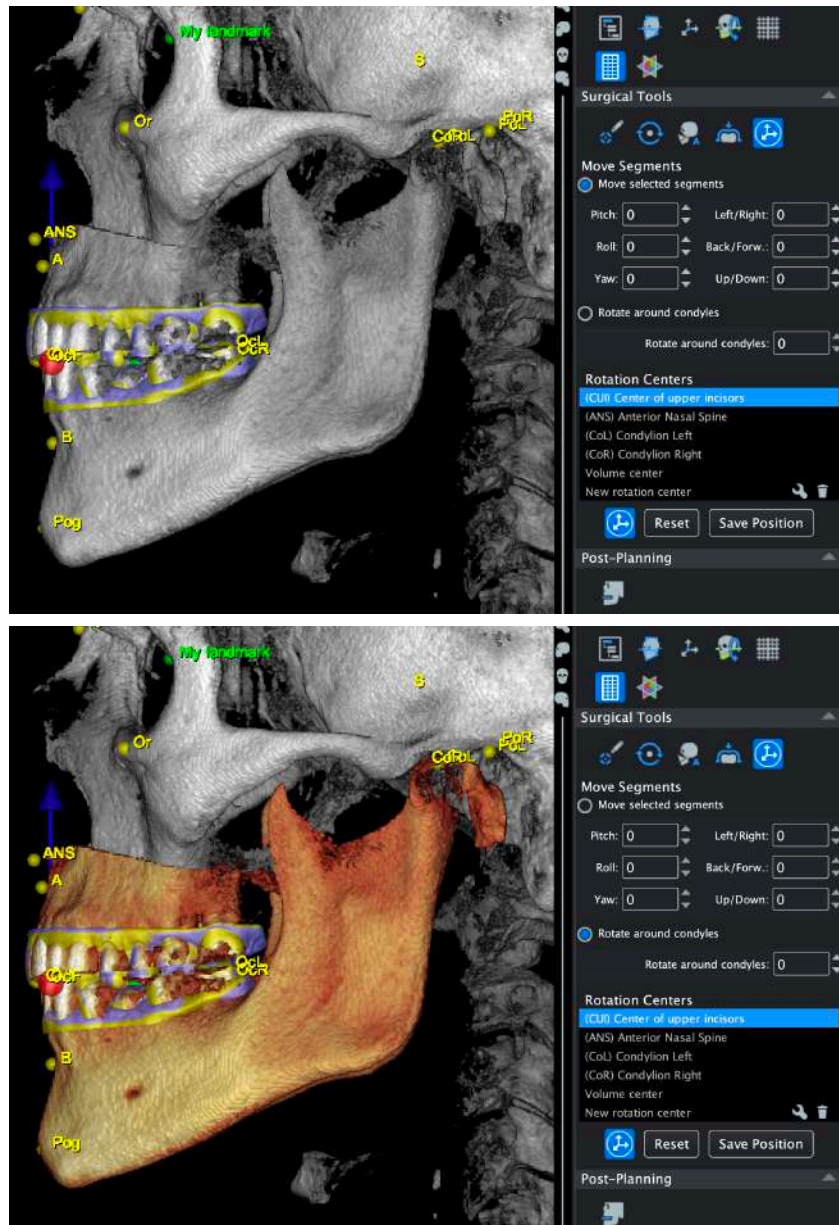 My landmark
S
Or
PoR
PoL
CoR CoL
ANS
A
OcL
OcR
OcF
B
Pog
Surgical Tools
Move Segments
Move selected segments
Pitch: 0 Left/Right: 0
Roll: 0 Back/Forw.: 0
Yaw: 0 Up/Down: 0
Rotate around condyles
Rotate around condyles: 0
Rotation Centers
(CUI) Center of upper incisors
(ANS) Anterior Nasal Spine
(CoL) Condylion Left
(CoR) Condylion Right
Volume center
New rotation center
Reset Save Position
Post-Planning
My landmark
S
Or
PoR
PoL
CoR CoL
ANS
A
OcL
OcR
OcF
B
Pog
Surgical Tools
Move Segments
Move selected segments
Pitch: 0 Left/Right: 0
Roll: 0 Back/Forw.: 0
Yaw: 0 Up/Down: 0
Rotate around condyles
Rotate around condyles: 0
Rotation Centers
(CUI) Center of upper incisors
(ANS) Anterior Nasal Spine
(CoL) Condylion Left
(CoR) Condylion Right
Volume center
New rotation center
Reset Save Position
Post-Planning